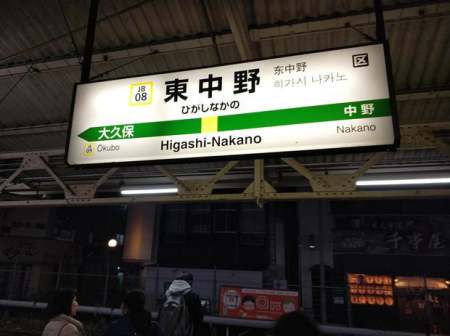 JB
08
東中野
东中野
히가시 나카노
区
ひがしなかの
大久保
中野
Okubo
Higashi-Nakano
Nakano